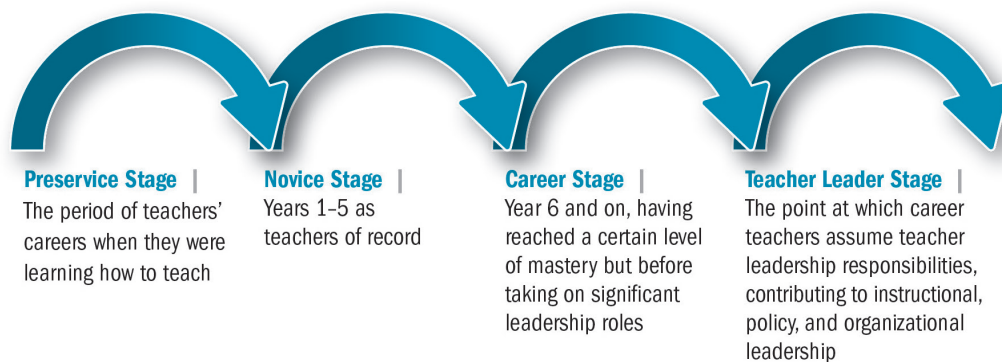 Preservice Stage |
The period of teachers'
careers when they were
learning how to teach
Novice Stage |
Years 1–5 as
teachers of record
Career Stage |
Year 6 and on, having
reached a certain level
of mastery but before
taking on significant
leadership roles
Teacher Leader Stage |
The point at which career
teachers assume teacher
leadership responsibilities,
contributing to instructional,
policy, and organizational
leadership